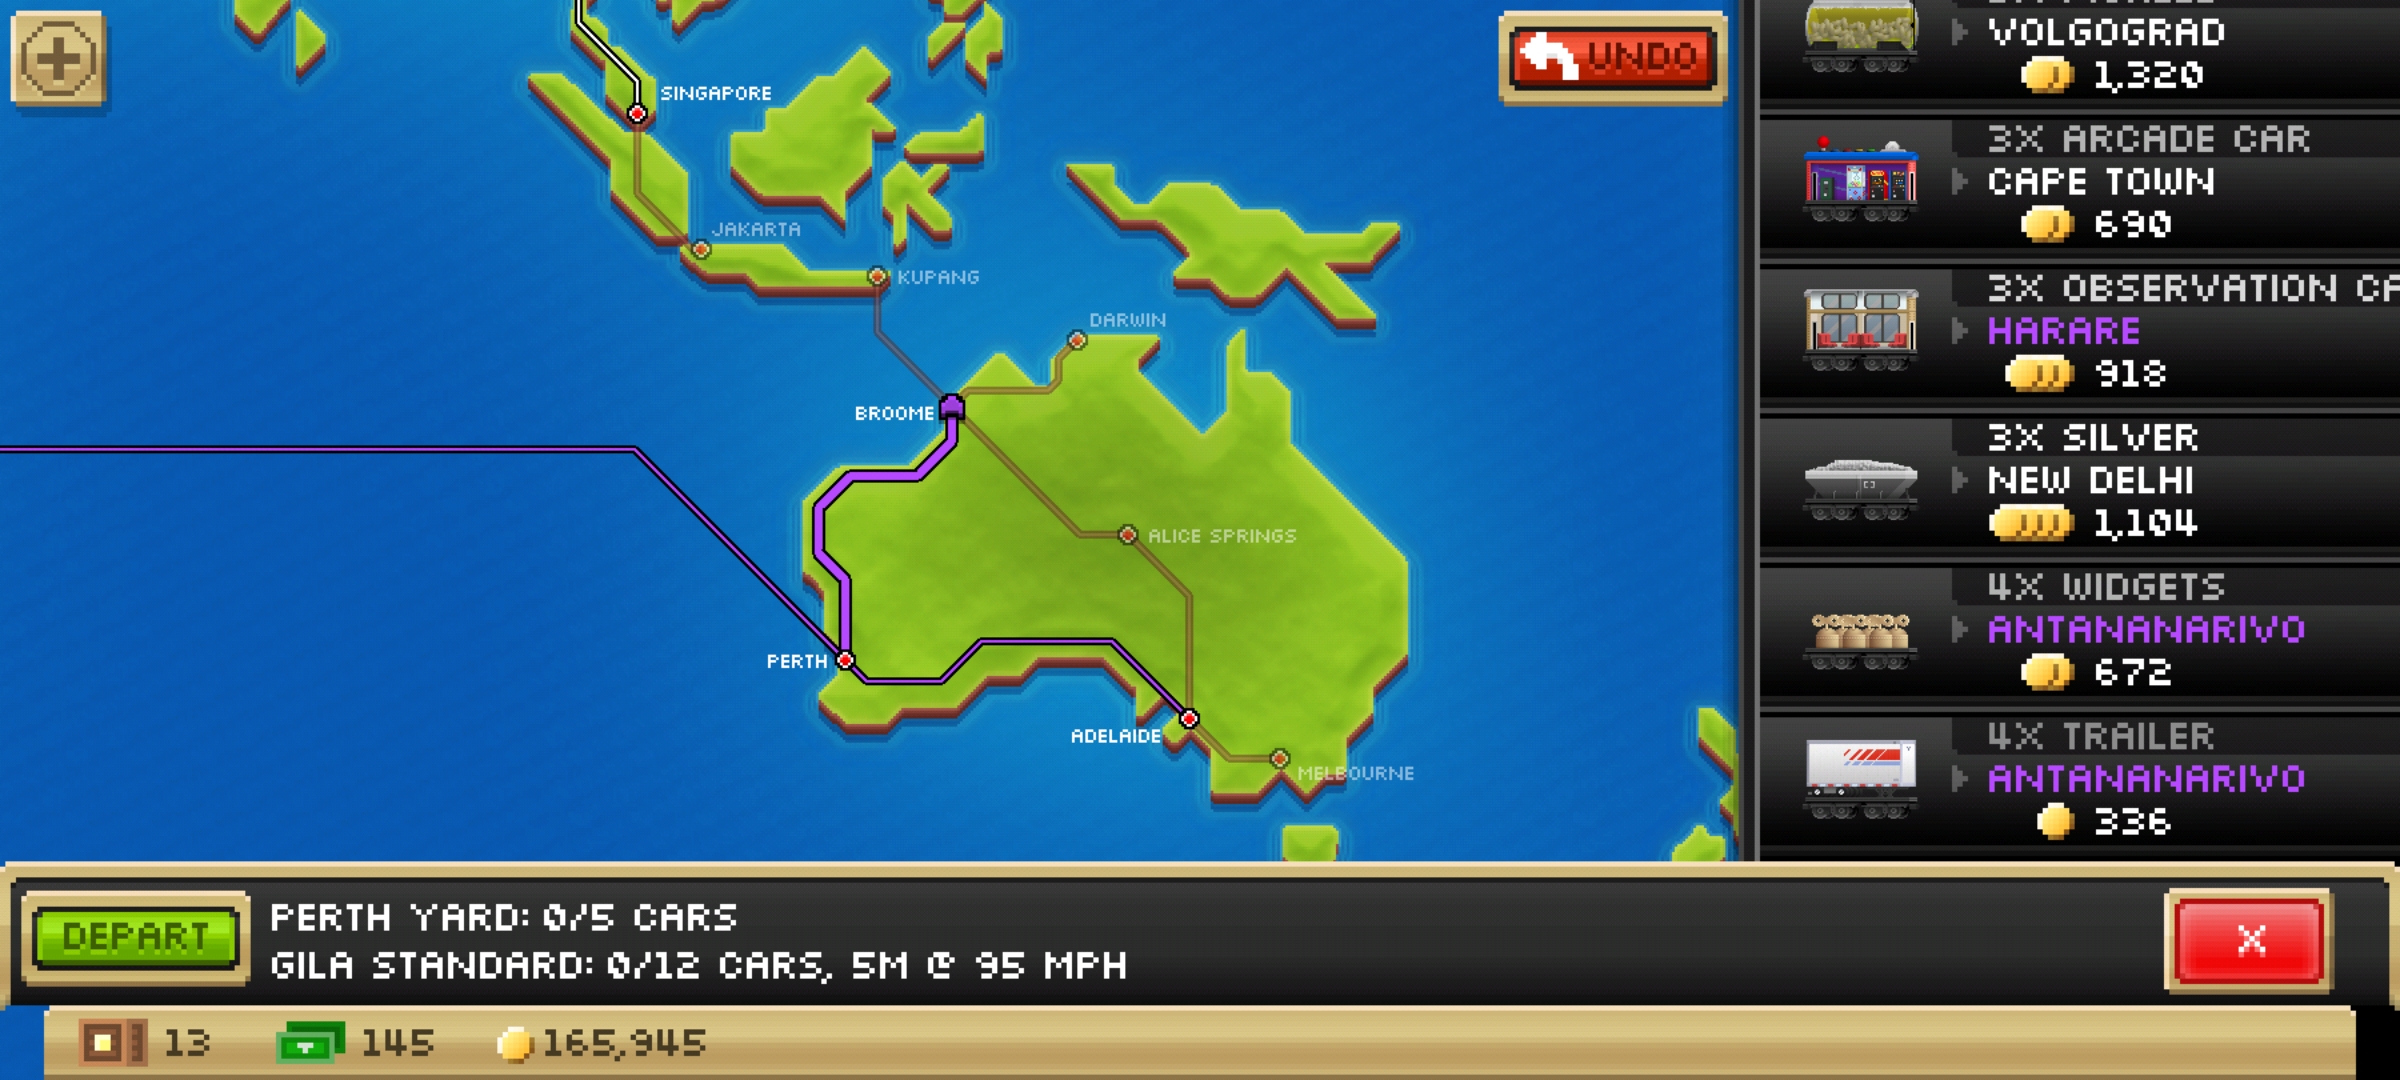 SINGAPORE
JAKARTA
KUPANG
DARWIN
BROOME
ALICE SPRINGS
PERTH
ADELAIDE
MELBOURNE
UNDO
VOLGOGRAD
1,320
3X ARCADE CAR
CAPE TOWN
690
3X OBSERVATION CA
HARARE
918
3X SILVER
NEW DELHI
1,104
4X WIDGETS
ANTANANARIVO
672
4X TRAILER
ANTANANARIVO
336
DEPART
PERTH YARD: 0/5 CARS
GILA STANDARD: 0/12 CARS, 5M @ 95 MPH
X
13
145
165,945